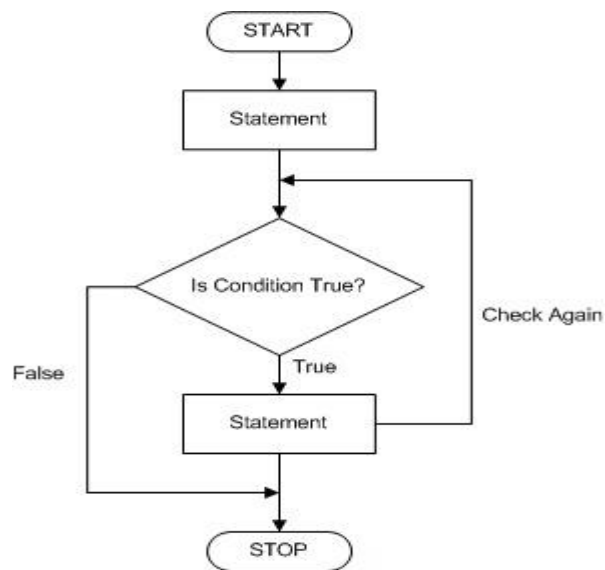 START
Statement
Is Condition True?
Check Again
False
True
Statement
STOP